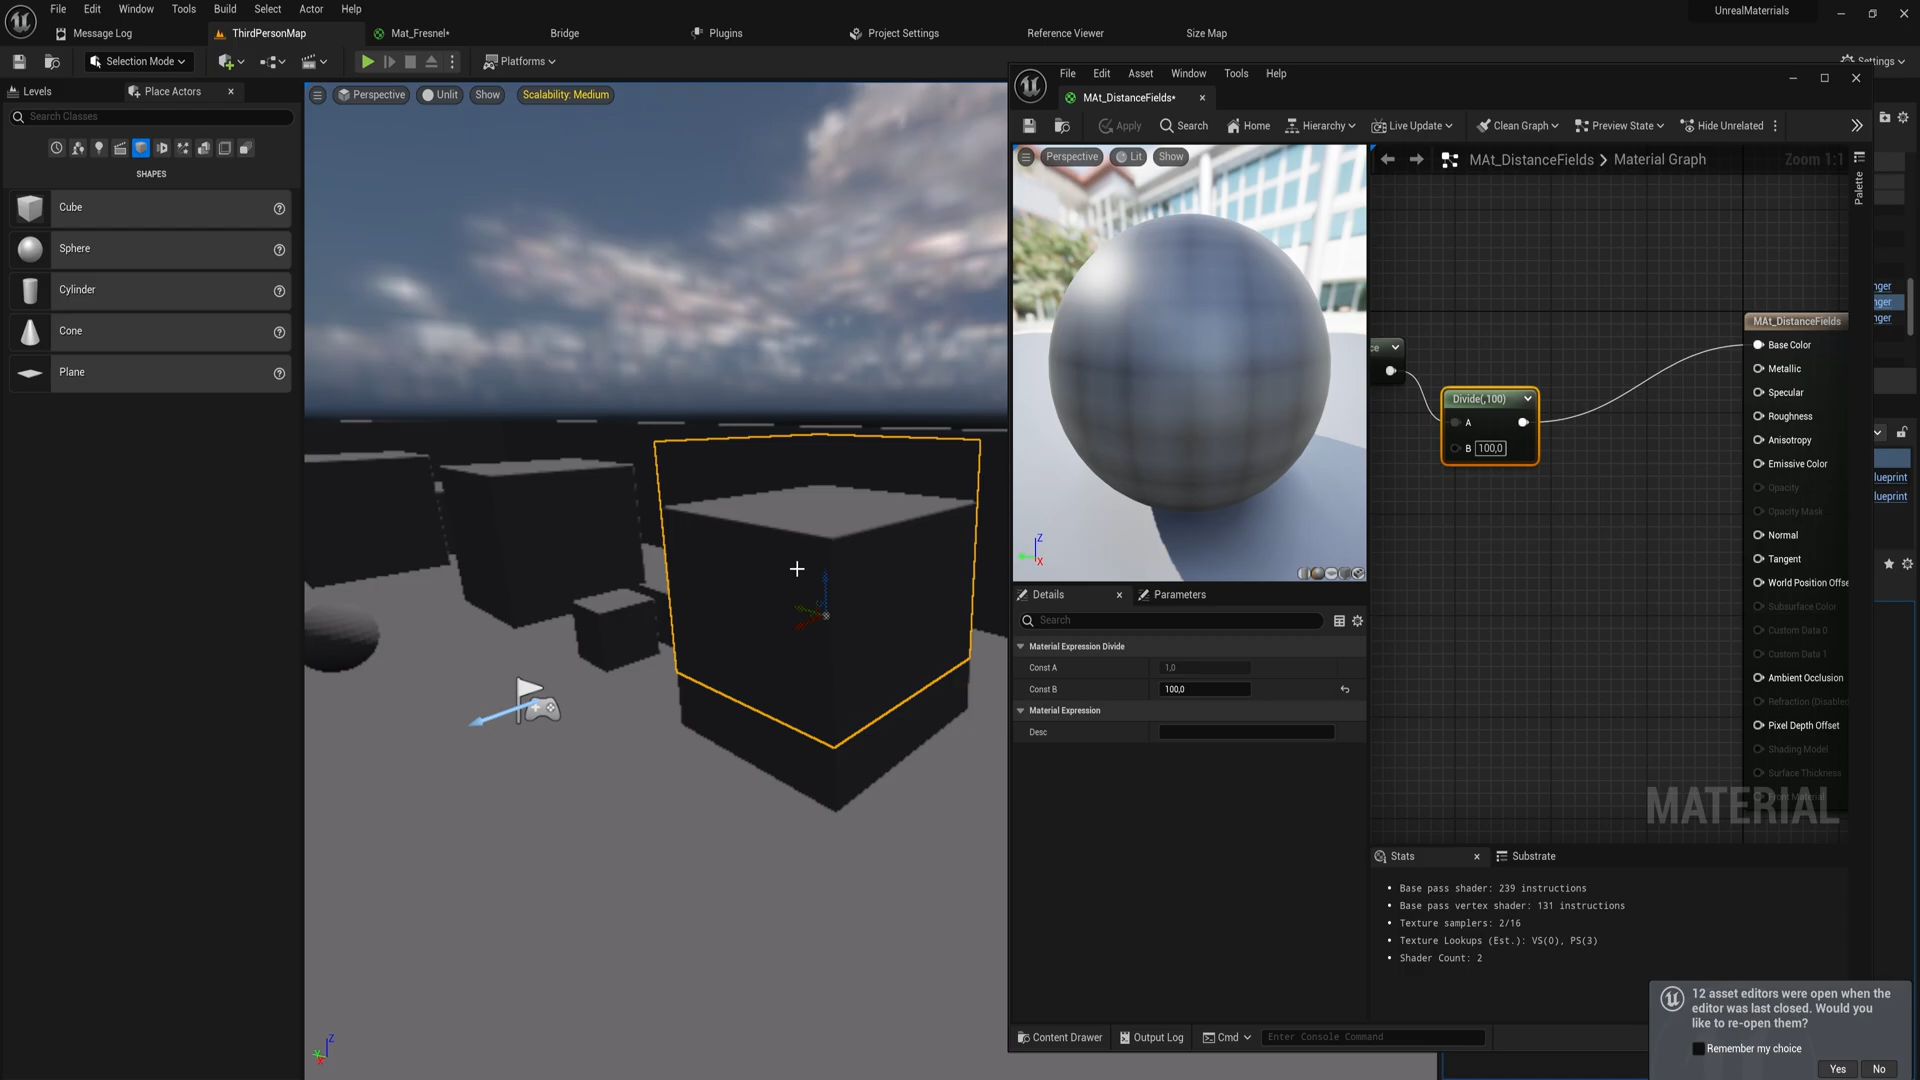 File Edit Window Tools Build Select Actor Help
UnrealMaterials
Message Log
ThirdPersonMap
Mat_Fresnel*
Bridge
Plugins
Project Settings
Reference Viewer
Size Map
Selection Mode
Platforms
Settings
Levels
Place Actors
Search Classes
SHAPES
Cube
Sphere
Cylinder
Cone
Plane
Perspective
Unlit
Show
Scalability: Medium
File Edit Asset Window Tools Help
MAt_DistanceFields*
Apply
Search
Home
Hierarchy
Live Update
Clean Graph
Preview State
Hide Unrelated
Perspective
Lit
Show
MAt_DistanceFields > Material Graph
Zoom 1:1
Palette
nger
nger
nger
ce
Divide(,100)
A
B 100,0
MAt_DistanceFields
Base Color
Metallic
Specular
Roughness
Anisotropy
Emissive Color
Opacity
Opacity Mask
Normal
Tangent
World Position Offse
Subsurface Color
Custom Data 0
Custom Data 1
Ambient Occlusion
Refraction (Disabled
Pixel Depth Offset
Shading Model
Surface Thickness
Front Material
MATERIAL
lueprint
lueprint
Z
X
Details
Parameters
Search
Material Expression Divide
Const A 1,0
Const B 100,0
Material Expression
Desc
Stats
Substrate
Base pass shader: 239 instructions
Base pass vertex shader: 131 instructions
Texture samplers: 2/16
Texture Lookups (Est.): VS(0), PS(3)
Shader Count: 2
Content Drawer
Output Log
Cmd
Enter Console Command
12 asset editors were open when the
editor was last closed. Would you
like to re-open them?
Remember my choice
Yes No
Z
Y
X